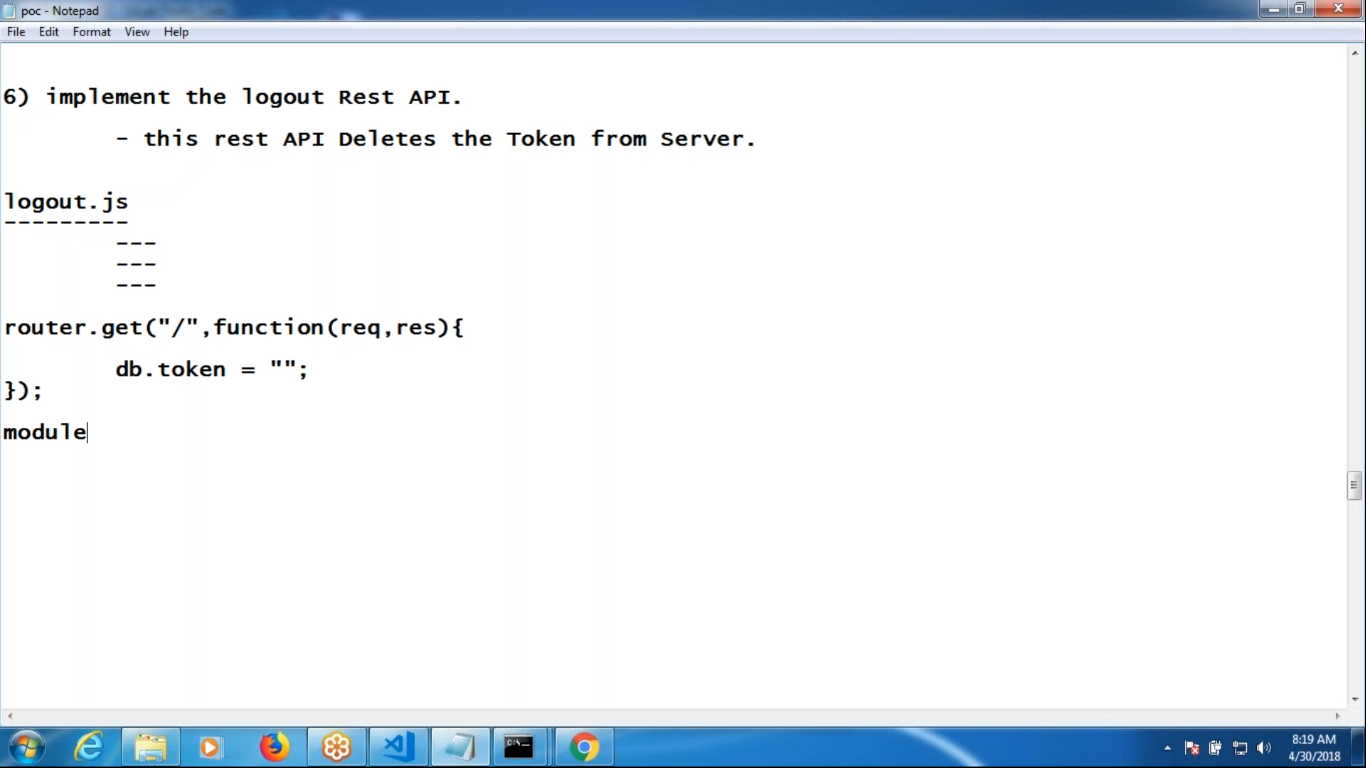 poc - Notepad
File Edit Format View Help
6) implement the logout Rest API.
- this rest API Deletes the Token from Server.
logout.js
---------
---
---
---
router.get("/",function(req,res){
db.token = "";
});
module
8:19 AM
4/30/2018